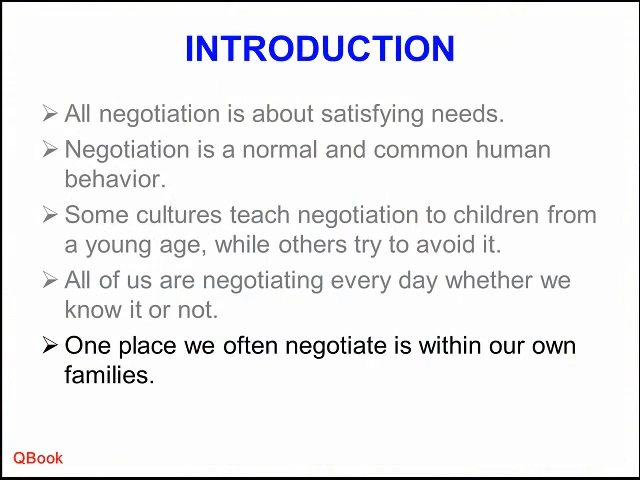 INTRODUCTION
➢ All negotiation is about satisfying needs.
➢ Negotiation is a normal and common human
behavior.
➢ Some cultures teach negotiation to children from
a young age, while others try to avoid it.
➢ All of us are negotiating every day whether we
know it or not.
➢ One place we often negotiate is within our own
families.
QBook